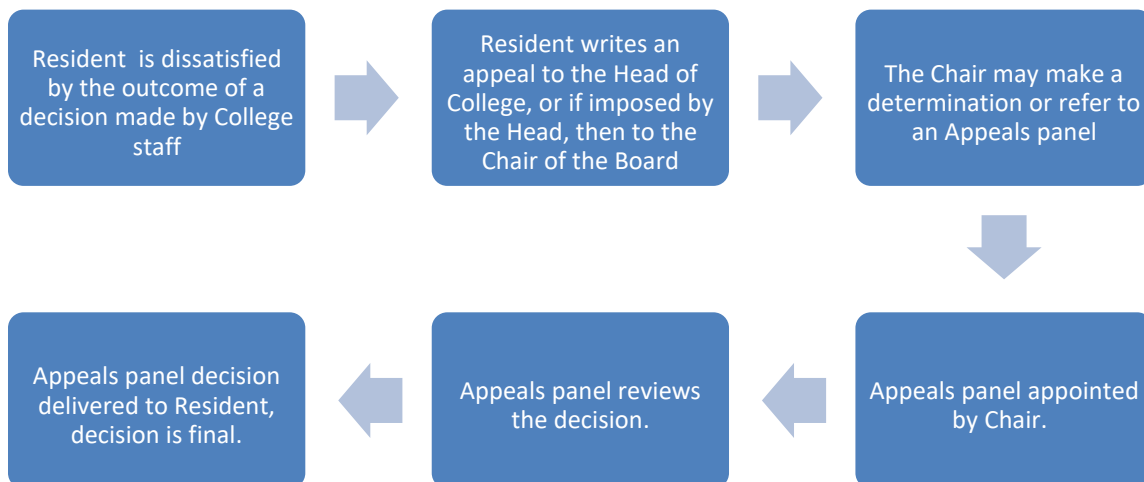 Resident is dissatisfied
by the outcome of a
decision made by College
staff
Resident writes an
appeal to the Head of
College, or if imposed by
the Head, then to the
Chair of the Board
The Chair may make a
determination or refer to
an Appeals panel
Appeals panel appointed
by Chair.
Appeals panel reviews
the decision.
Appeals panel decision
delivered to Resident,
decision is final.